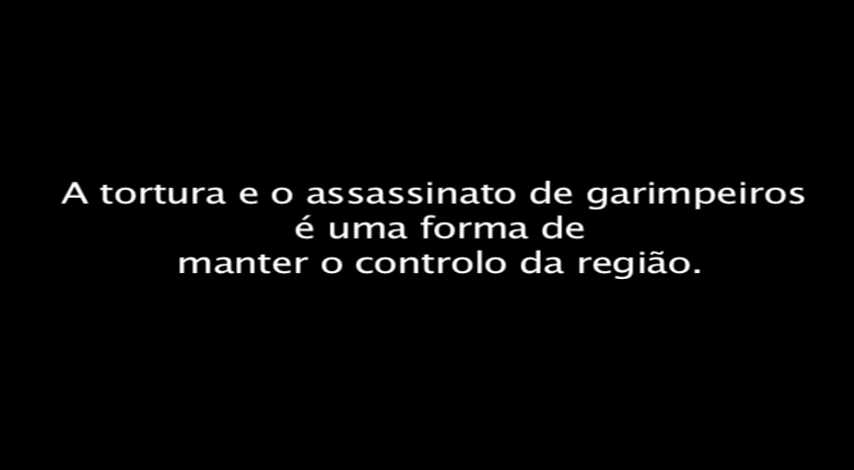 A tortura e o assassinato de garimpeiros
é uma forma de
manter o controlo da região.